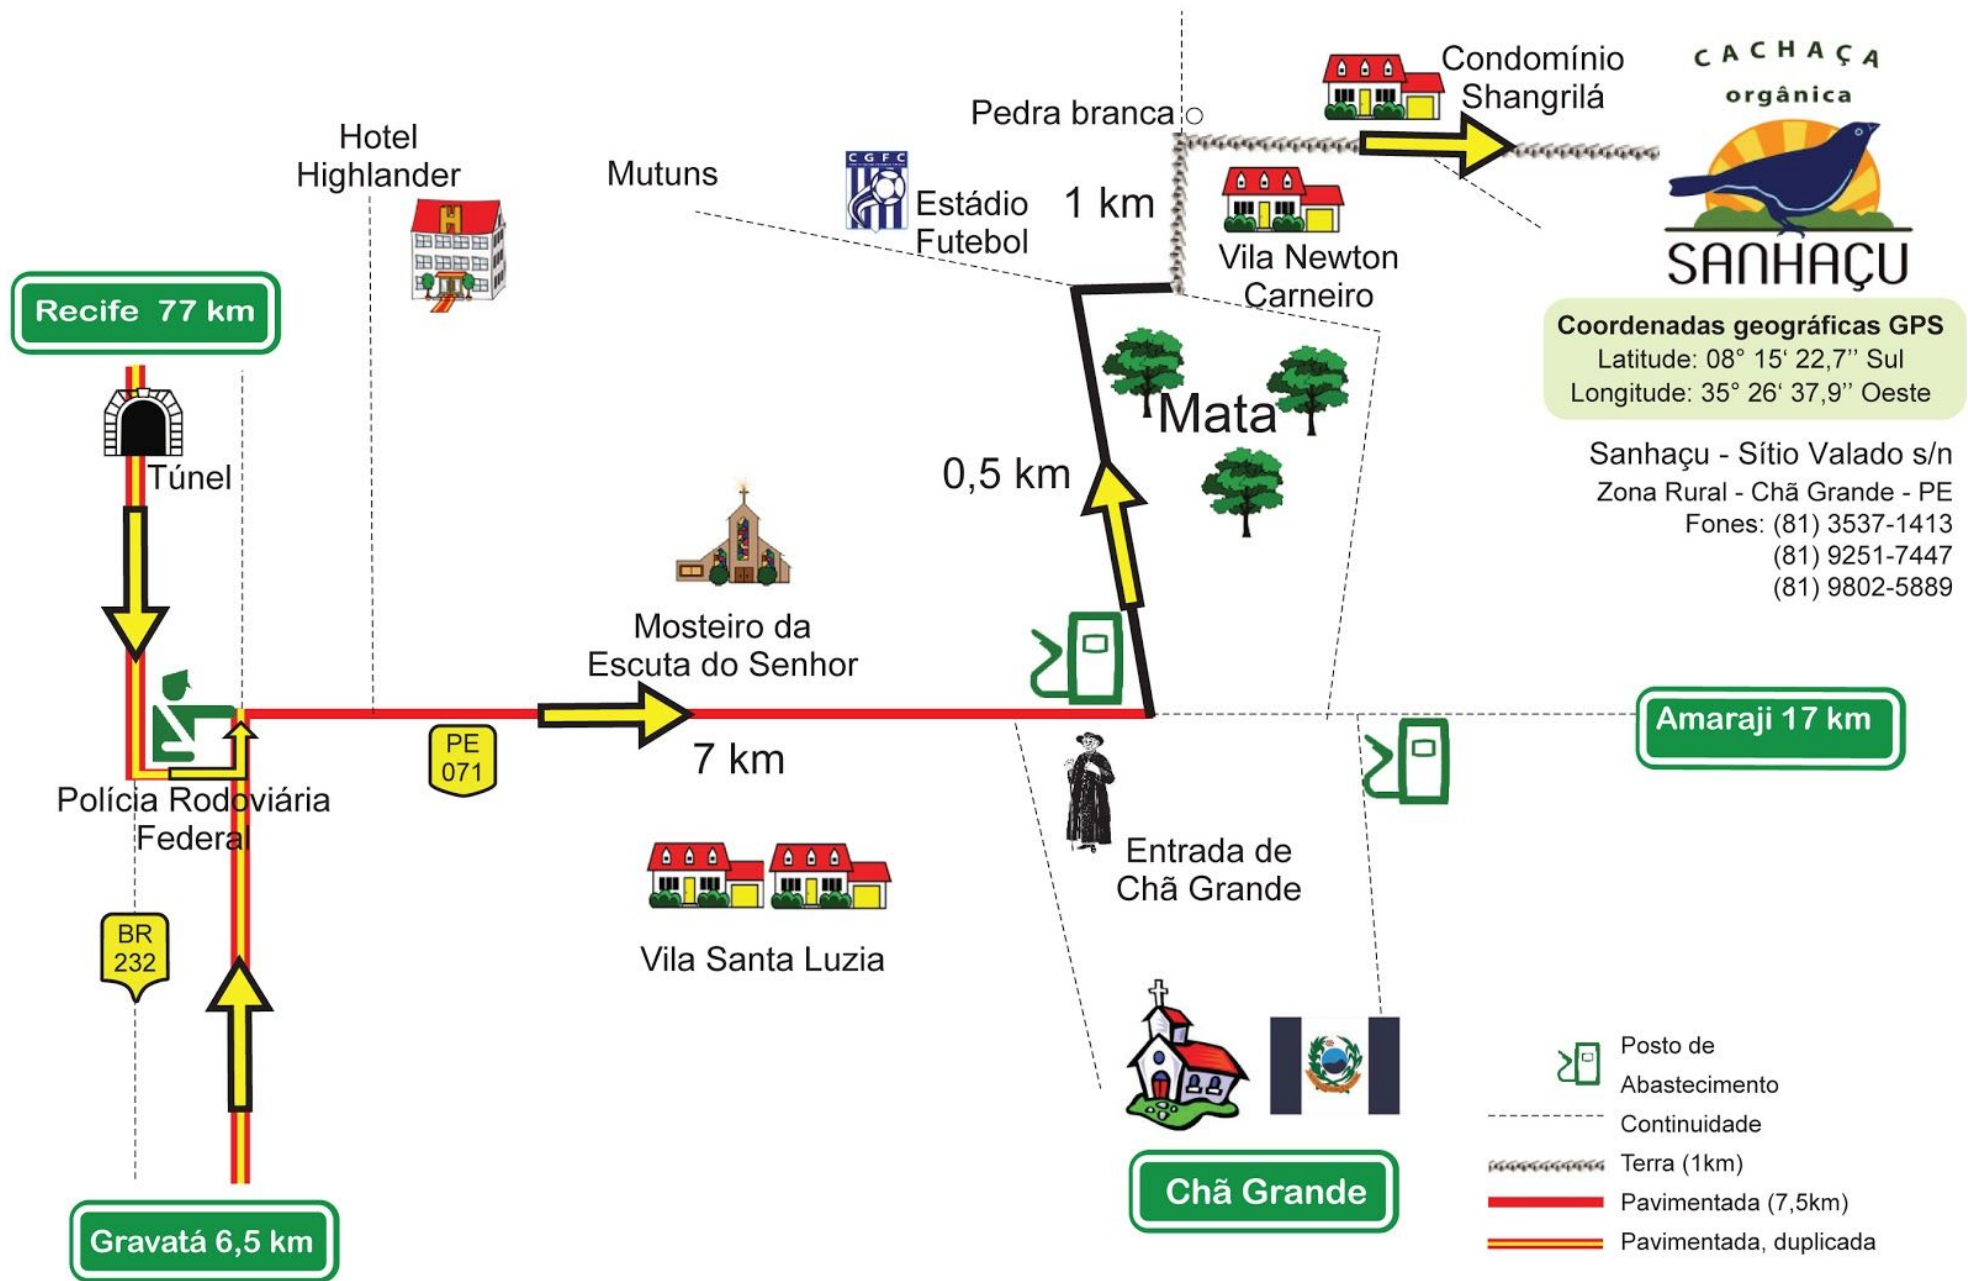 CACHAÇA
orgânica
SANHAÇU
Condomínio
Shangrilá
Pedra branca
Hotel
Highlander
Mutuns
CGFC
Estádio
Futebol
1 km
Vila Newton
Carneiro
Recife 77 km
Coordenadas geográficas GPS
Latitude: 08° 15‘ 22,7’’ Sul
Longitude: 35° 26‘ 37,9’’ Oeste
Mata
0,5 km
Túnel
Sanhaçu - Sítio Valado s/n
Zona Rural - Chã Grande - PE
Fones: (81) 3537-1413
(81) 9251-7447
(81) 9802-5889
Mosteiro da
Escuta do Senhor
Amaraji 17 km
PE
071
7 km
Polícia Rodoviária
Federal
Entrada de
Chã Grande
BR
232
Vila Santa Luzia
Chã Grande
Gravatá 6,5 km
Posto de
Abastecimento
Continuidade
Terra (1km)
Pavimentada (7,5km)
Pavimentada, duplicada